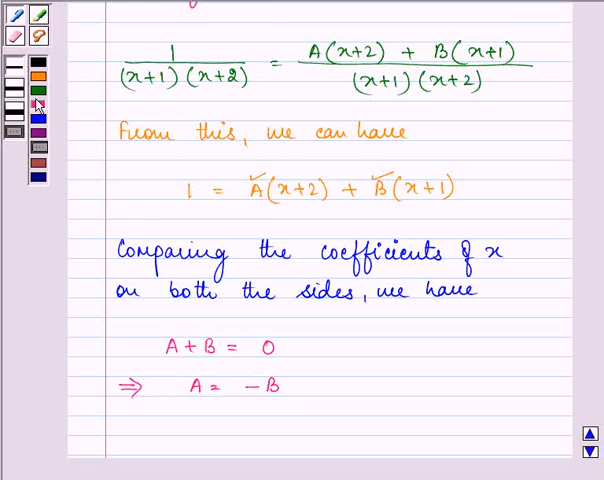 1 / (x+1)(x+2) = A(x+2) + B(x+1) / (x+1)(x+2)
From this, we can have
1 = A(x+2) + B(x+1)
Comparing the coefficients of x
on both the sides, we have
A+B = 0
⇒ A = -B